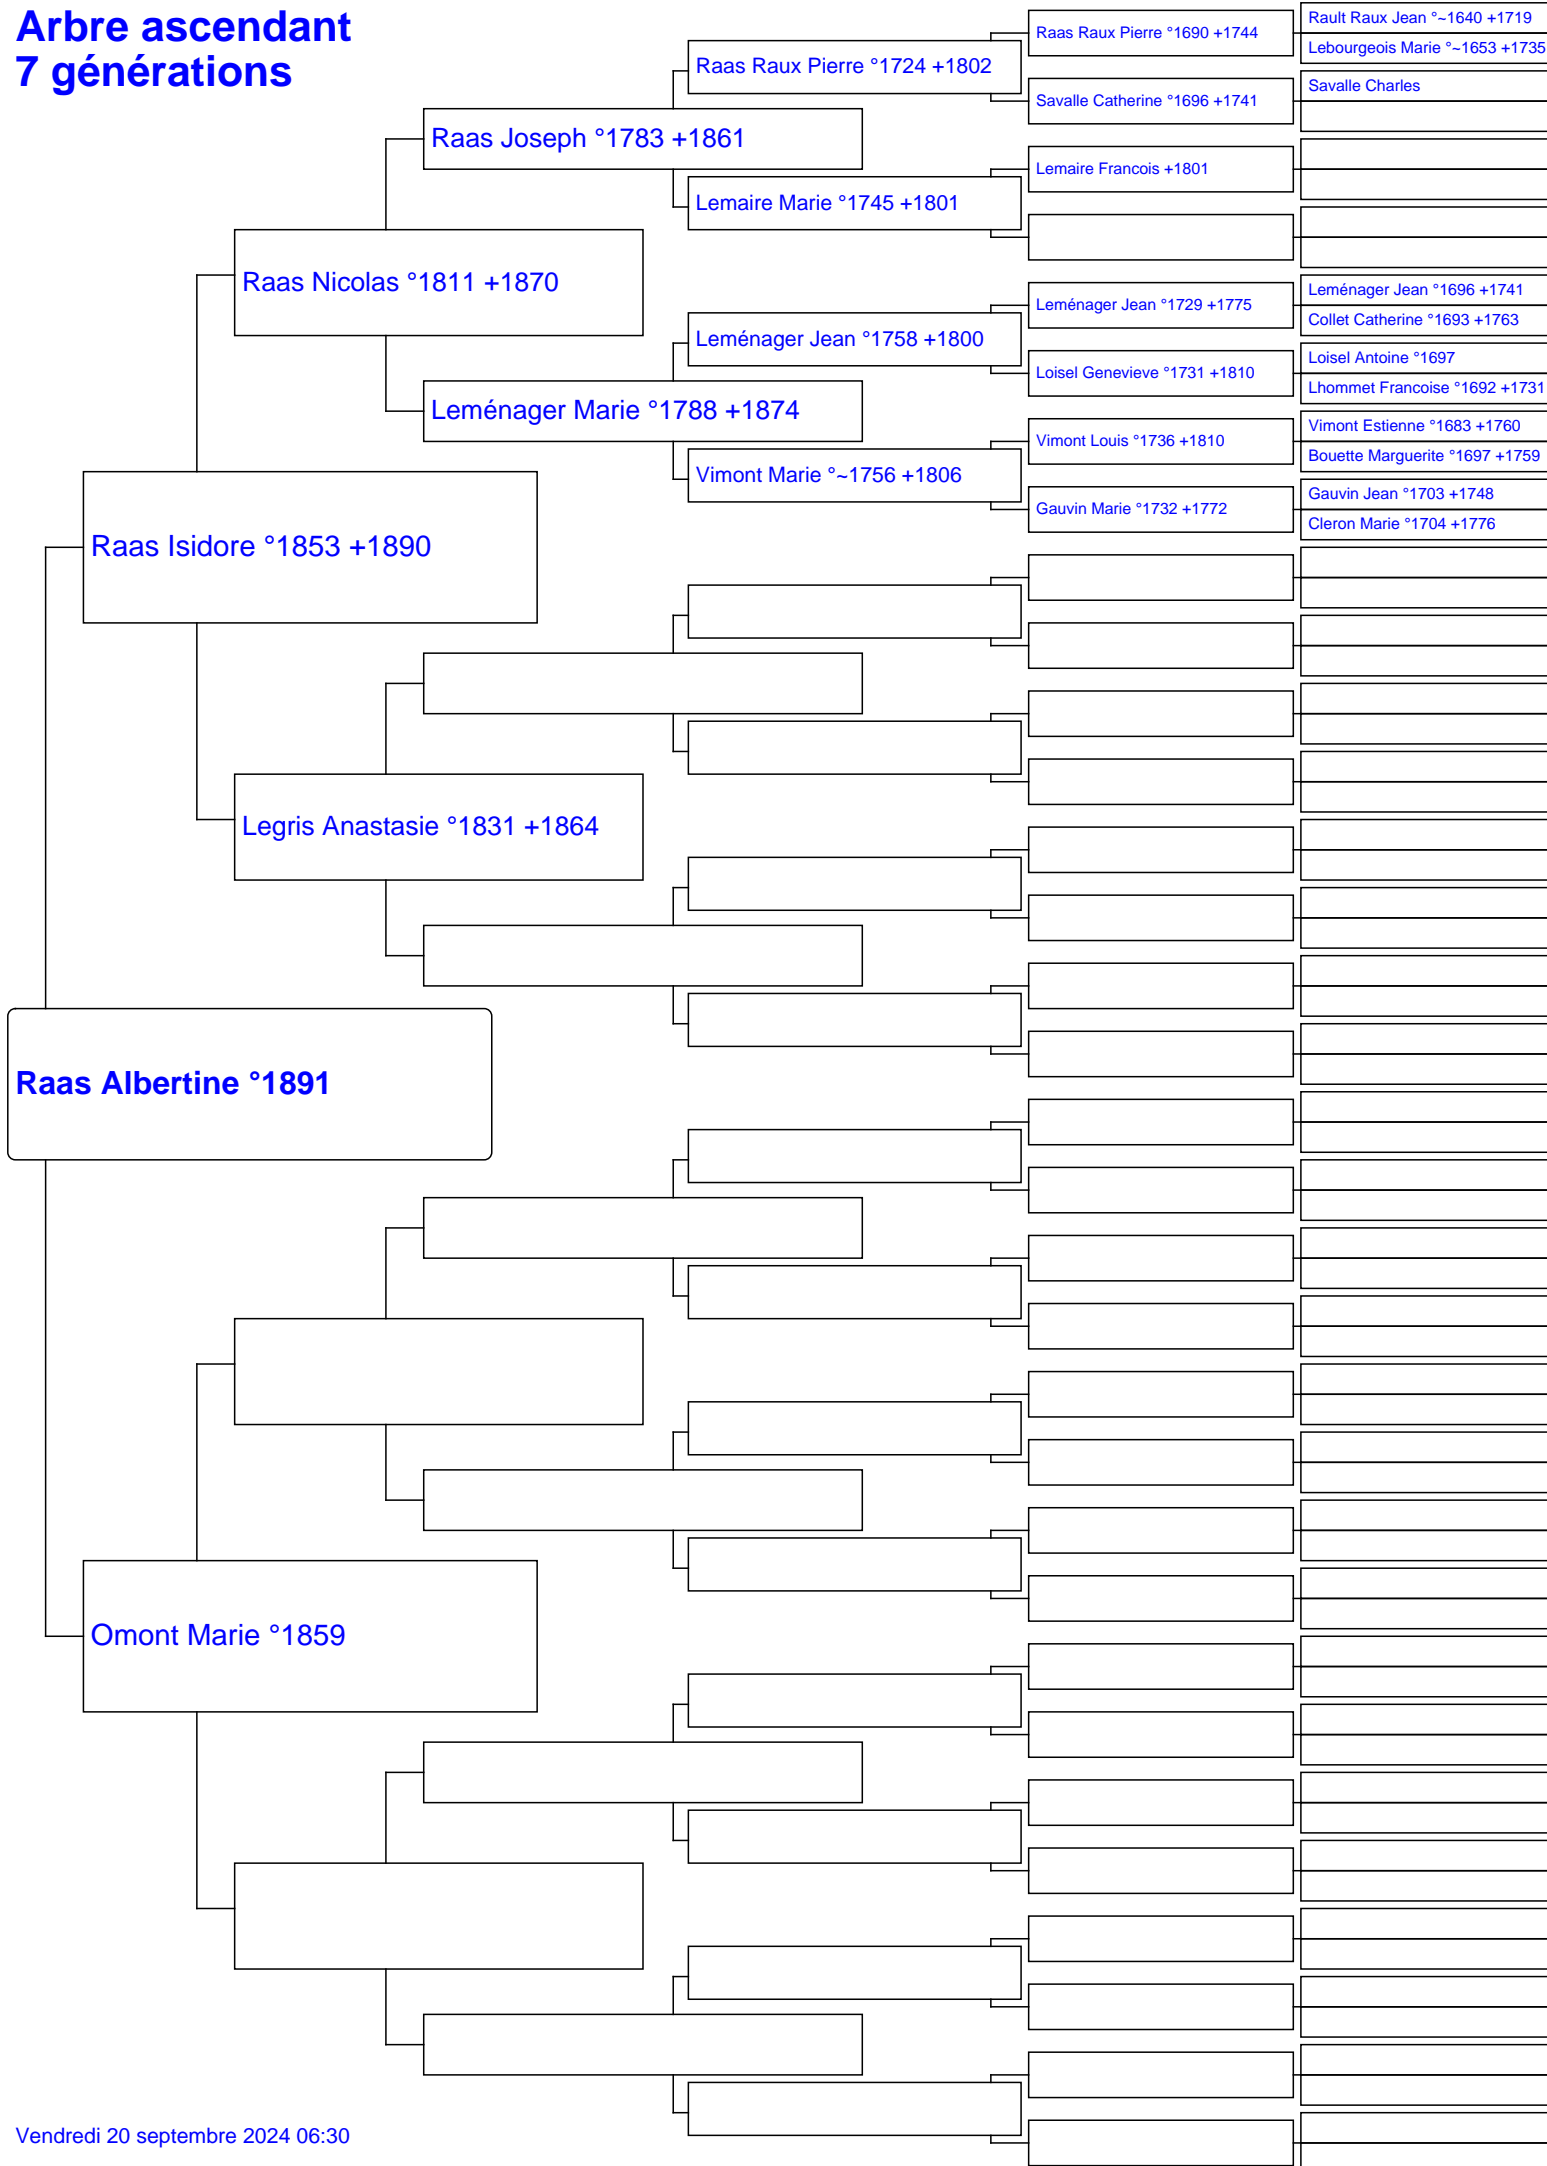 Arbre ascendant
7 générations
Rault Raux Jean °~1640 +1719
Raas Raux Pierre °1690 +1744
Lebourgeois Marie °~1653 +1735
Raas Raux Pierre °1724 +1802
Savalle Charles
Savalle Catherine °1696 +1741
Raas Joseph °1783 +1861
Lemaire Francois +1801
Lemaire Marie °1745 +1801
Raas Nicolas °1811 +1870
Leménager Jean °1696 +1741
Leménager Jean °1729 +1775
Collet Catherine °1693 +1763
Leménager Jean °1758 +1800
Loisel Antoine °1697
Loisel Genevieve °1731 +1810
Lhommet Francoise °1692 +1731
Leménager Marie °1788 +1874
Vimont Estienne °1683 +1760
Vimont Louis °1736 +1810
Bouette Marguerite °1697 +1759
Vimont Marie °~1756 +1806
Gauvin Jean °1703 +1748
Gauvin Marie °1732 +1772
Cleron Marie °1704 +1776
Raas Isidore °1853 +1890
Legris Anastasie °1831 +1864
Raas Albertine °1891
Omont Marie °1859
Vendredi 20 septembre 2024 06:30